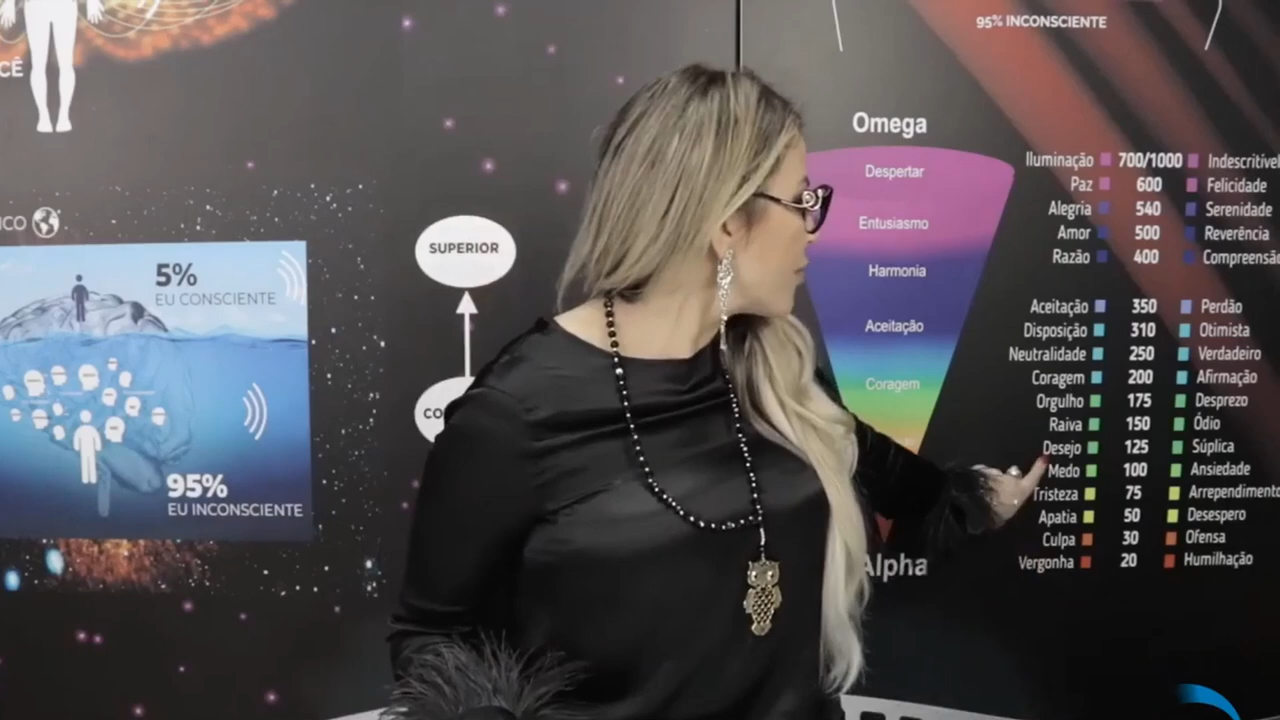 CÊ
ICO
5%
EU CONSCIENTE
95%
EU INCONSCIENTE
SUPERIOR
CO
95% INCONSCIENTE
Omega
Despertar
Entusiasmo
Harmonia
Aceitação
Coragem
Alpha
Iluminação 700/1000 Indescritível
Paz 600 Felicidade
Alegria 540 Serenidade
Amor 500 Reverência
Razão 400 Compreensão
Aceitação 350 Perdão
Disposição 310 Otimista
Neutralidade 250 Verdadeiro
Coragem 200 Afirmação
Orgulho 175 Desprezo
Raiva 150 Ódio
Desejo 125 Súplica
Medo 100 Ansiedade
Tristeza 75 Arrependimento
Apatia 50 Desespero
Culpa 30 Ofensa
Vergonha 20 Humilhação